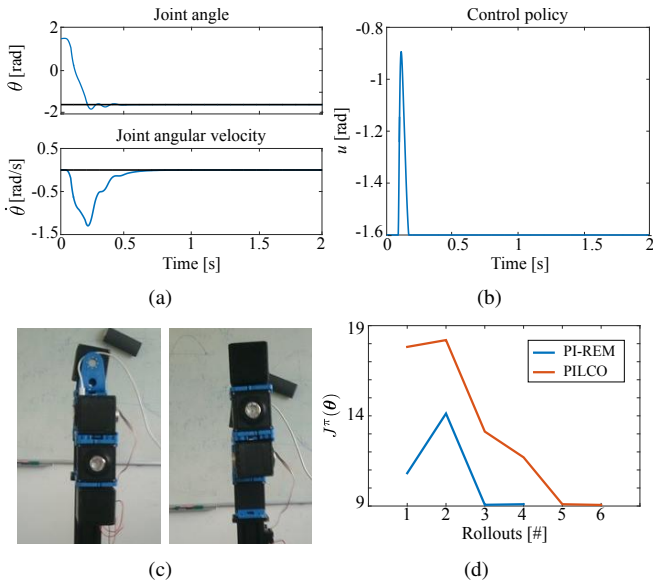 Joint angle
2
0
-2
θ [rad]
Joint angular velocity
0.5
-0.5
-1.5
θ̇ [rad/s]
0 0.5 1 1.5 2
Time [s]
(a)
Control policy
-0.8
-1
-1.2
-1.4
-1.6
u [rad]
0 0.5 1 1.5 2
Time [s]
(b)
(c)
19
14
9
J^π(θ)
PI-REM
PILCO
1 2 3 4 5 6
Rollouts [#]
(d)